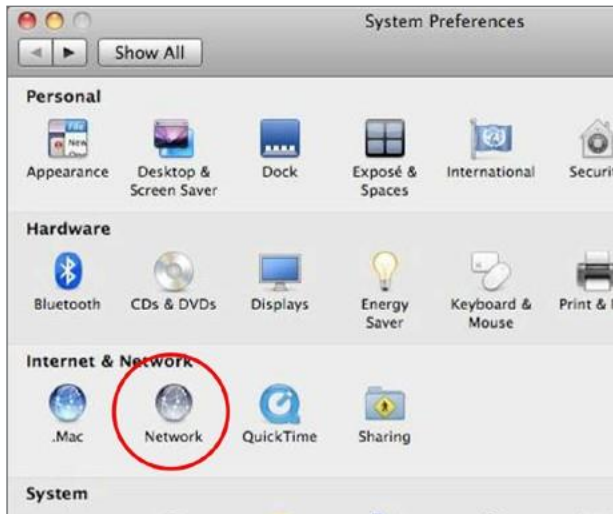 System Preferences
Show All
Personal
Appearance
Desktop &
Screen Saver
Dock
Exposé &
Spaces
International
Hardware
Bluetooth
CDs & DVDs
Displays
Energy
Saver
Keyboard &
Mouse
Print &
Internet & Network
.Mac
Network
QuickTime
Sharing
System